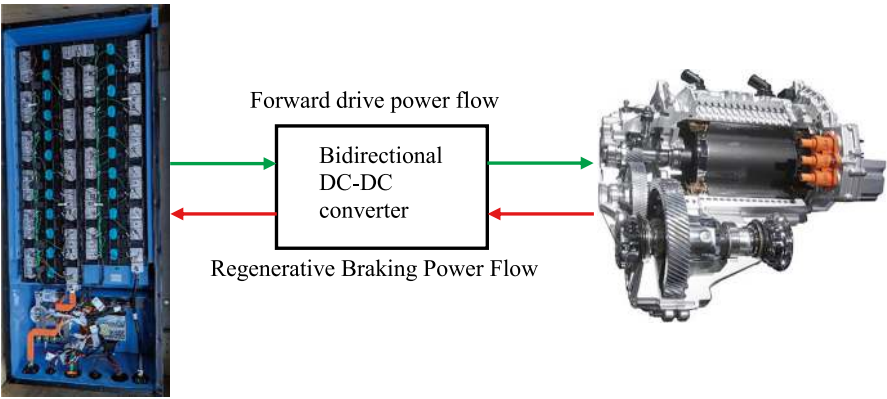 Forward drive power flow
Bidirectional
DC-DC
converter
Regenerative Braking Power Flow